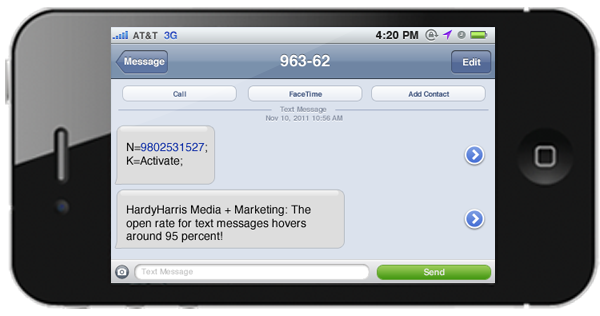 AT&T 3G 4:20 PM
Message 963-62 Edit
Call FaceTime Add Contact
Text Message
Nov 10, 2011 10:56 AM
N=9802531527;
K=Activate;
HardyHarris Media + Marketing: The
open rate for text messages hovers
around 95 percent!
Text Message Send